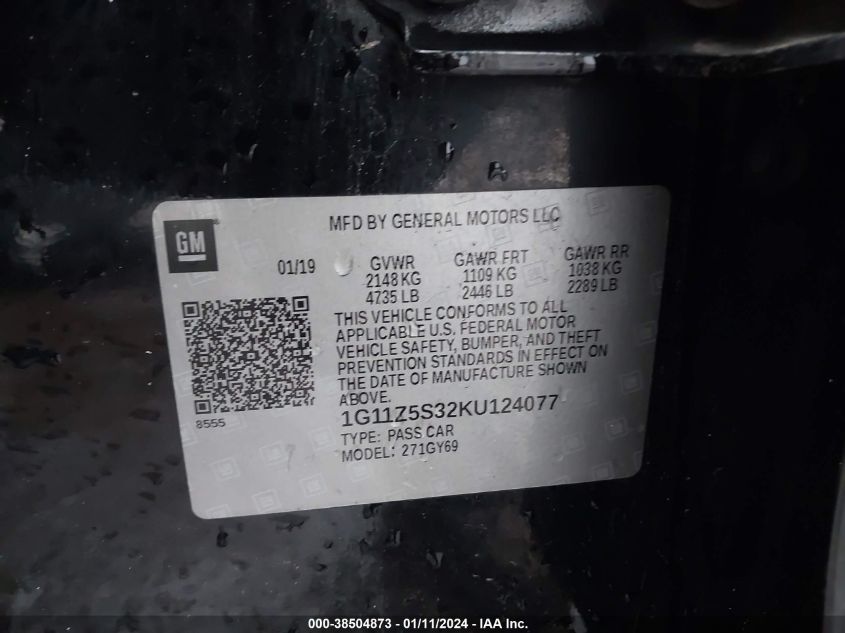 MFD BY GENERAL MOTORS LLC
GM
®
01/19
GVWR
2148 KG
4735 LB
GAWR FRT
1109 KG
2446 LB
GAWR RR
1038 KG
2289 LB
THIS VEHICLE CONFORMS TO ALL
APPLICABLE U.S. FEDERAL MOTOR
VEHICLE SAFETY, BUMPER, AND THEFT
PREVENTION STANDARDS IN EFFECT ON
THE DATE OF MANUFACTURE SHOWN
ABOVE.
8555
1G11Z5S32KU124077
TYPE: PASS CAR
MODEL: 271GY69
000-38504873 - 01/11/2024 - IAA Inc.